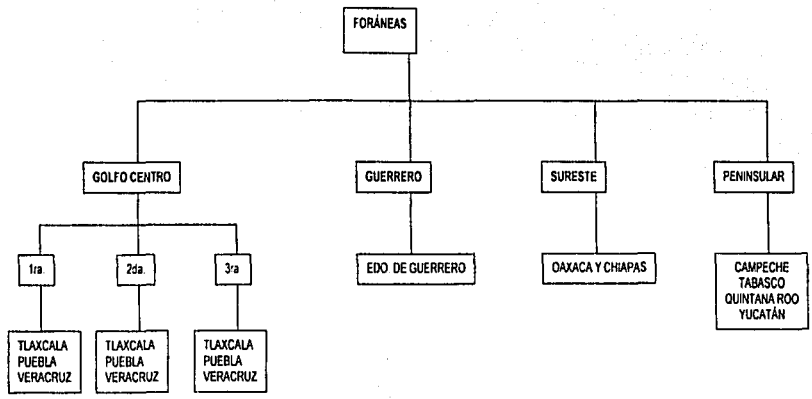 FORÁNEAS
GOLFO CENTRO
GUERRERO
SURESTE
PENINSULAR
1ra.
2da.
3ra
EDO. DE GUERRERO
OAXACA Y CHIAPAS
CAMPECHE
TABASCO
QUINTANA ROO
YUCATÁN
TLAXCALA
PUEBLA
VERACRUZ
TLAXCALA
PUEBLA
VERACRUZ
TLAXCALA
PUEBLA
VERACRUZ